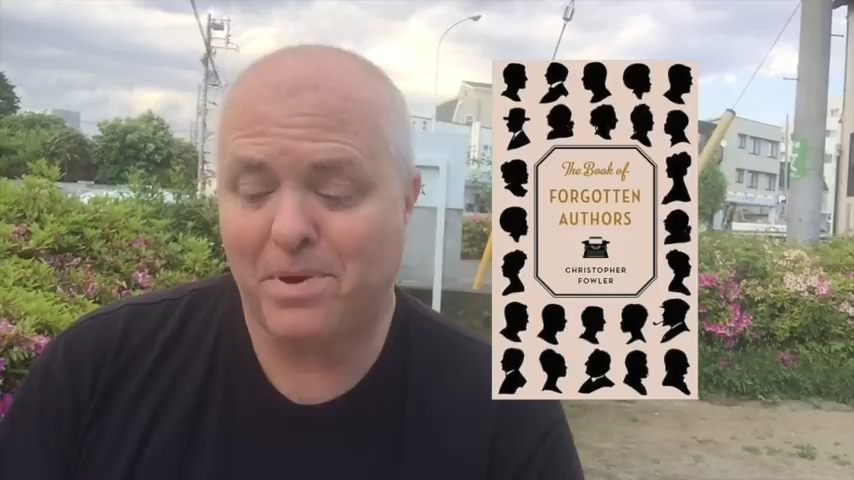 The Book of
FORGOTTEN
AUTHORS
CHRISTOPHER
FOWLER